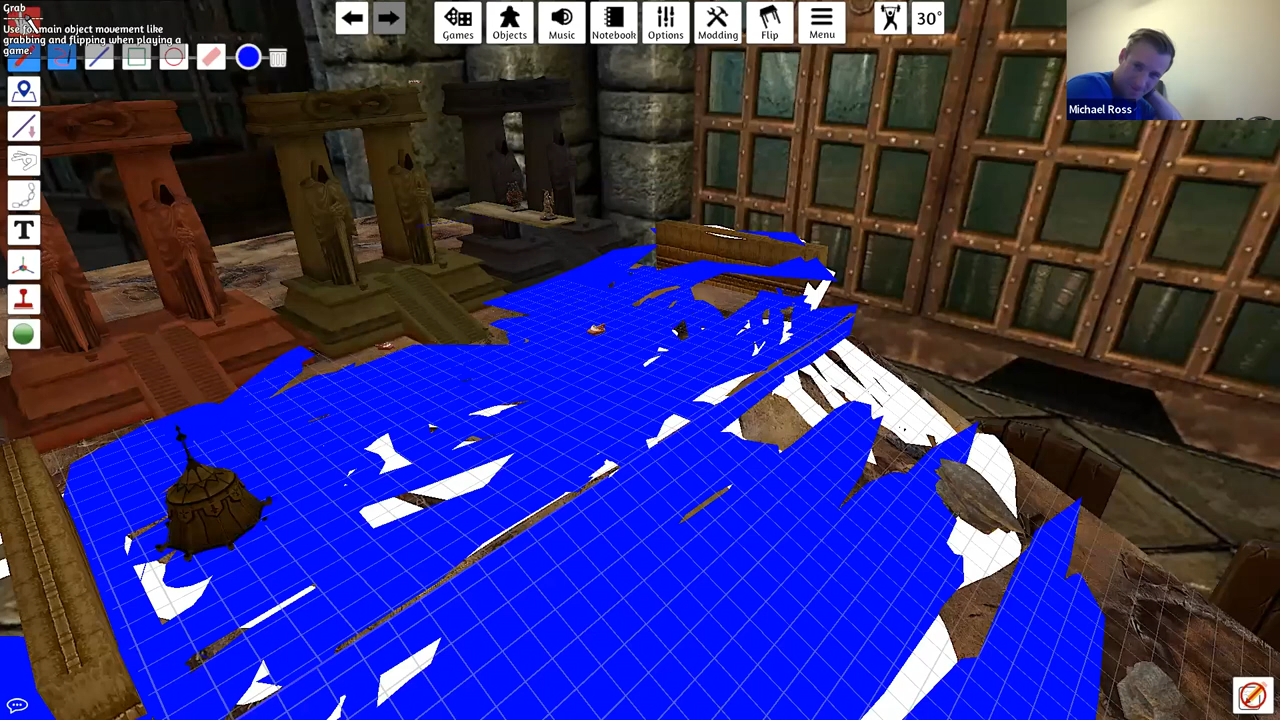 Grab
Use for main object movement like
grabbing and flipping when playing a
game.
Games
Objects
Music
Notebook
Options
Modding
Flip
Menu
30°
Michael Ross
T